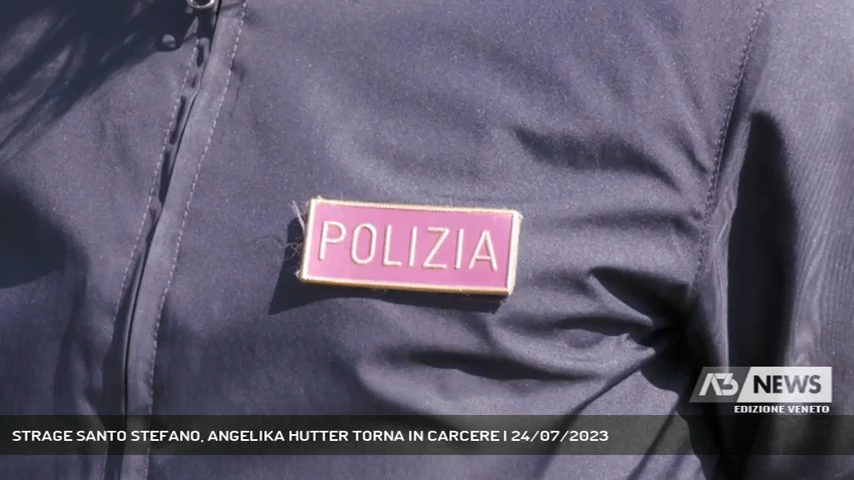 POLIZIA
A3 NEWS
EDIZIONE VENETO
STRAGE SANTO STEFANO, ANGELIKA HUTTER TORNA IN CARCERE | 24/07/2023